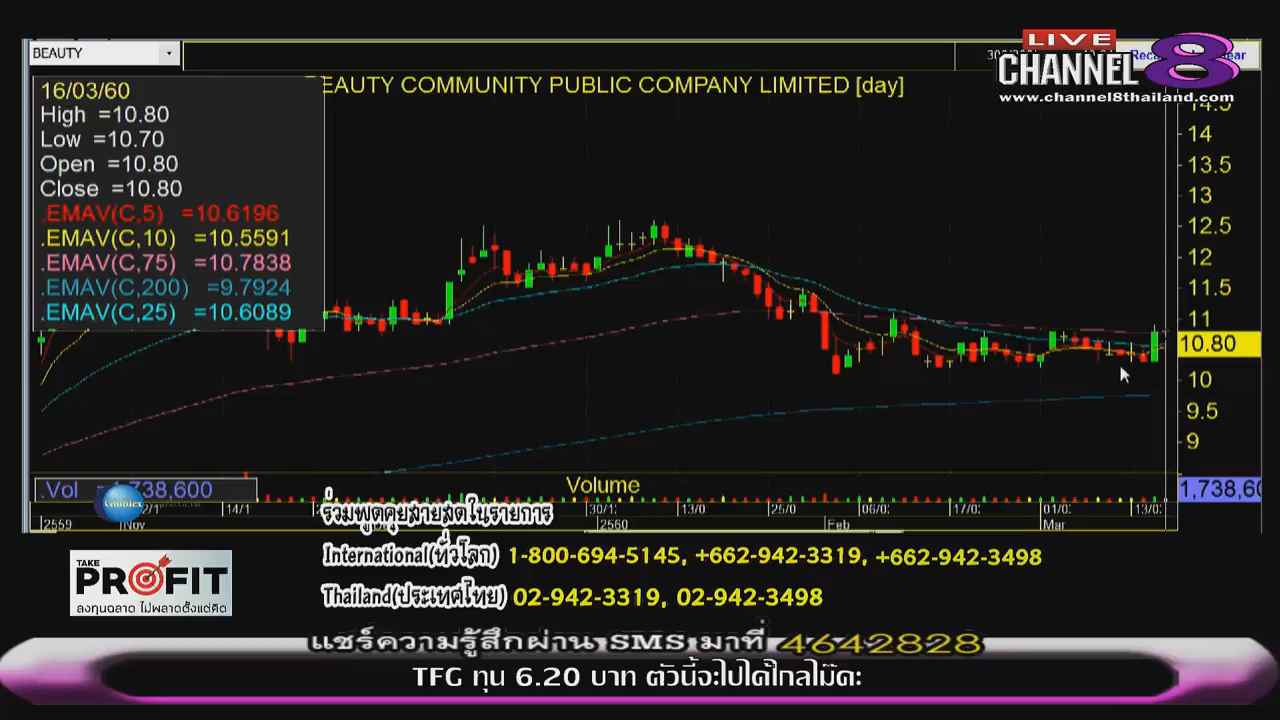 BEAUTY
LIVE
CHANNEL 8
www.channel8thailand.com
EAUTY COMMUNITY PUBLIC COMPANY LIMITED [day]
16/03/60
High =10.80
Low =10.70
Open =10.80
Close =10.80
.EMAV(C,5) =10.6196
.EMAV(C,10) =10.5591
.EMAV(C,75) =10.7838
.EMAV(C,200) =9.7924
.EMAV(C,25) =10.6089
14.5
14
13.5
13
12.5
12
11.5
11
10.80
10
9.5
9
.Vol = 1,738,600
Globlex
Volume
1,738,60
14/1 30/1: 13/0 25/0 06/0: 17/0: 01/0: 13/0:
2559 Nov 2560 Feb Mar
ร่วมพูดคุยสายสดในรายการ
International(ทั่วโลก) 1-800-694-5145, +662-942-3319, +662-942-3498
Thailand(ประเทศไทย) 02-942-3319, 02-942-3498
TAKE
PROFIT
ลงทุนฉลาด ไม่พลาดตั้งแต่คิด
แชร์ความรู้สึกผ่าน SMS มาที่ 4642828
TFG ทุน 6.20 บาท ตัวนี้จะไปได้ไกลไม๊คะ